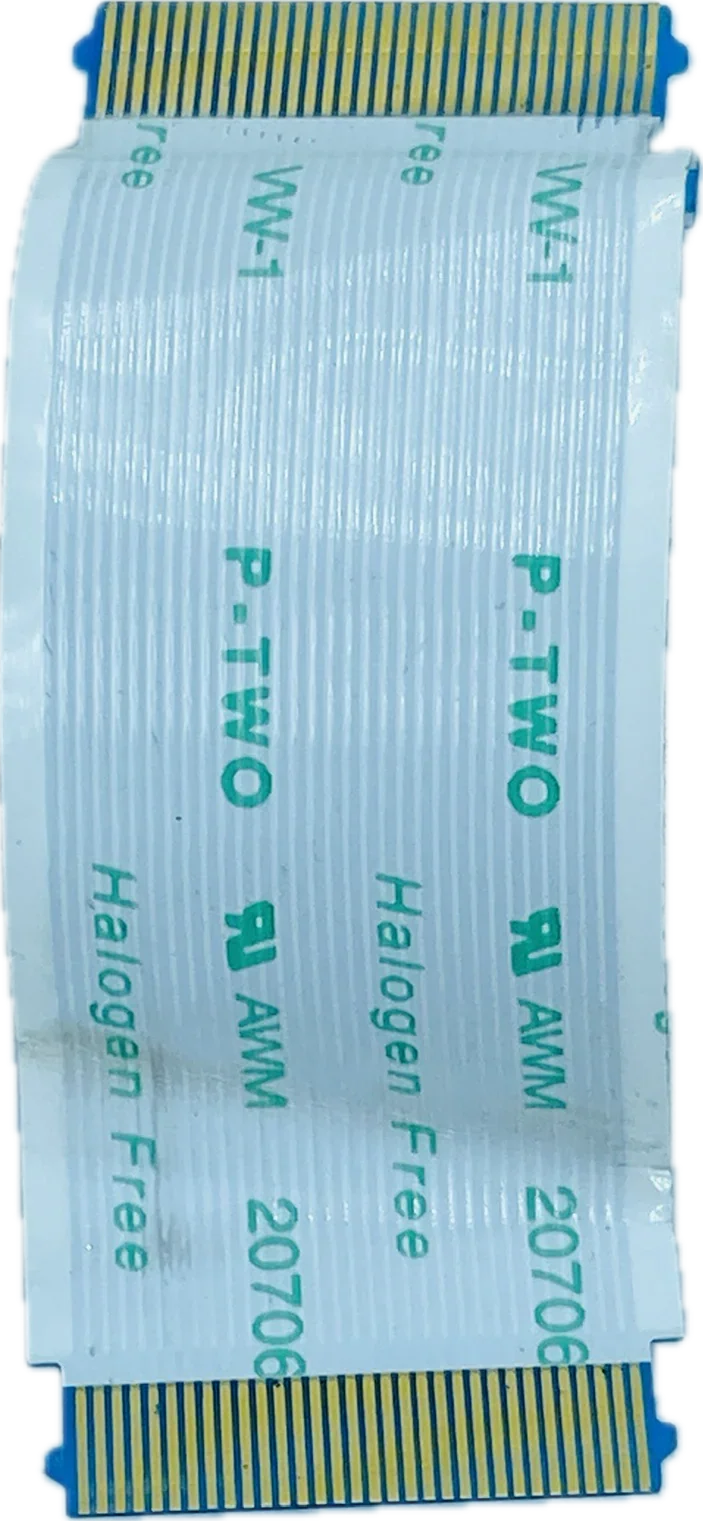 VW-1
P-TWO AWM 20706
ree
Halogen Free
VW-1
P-TWO AWM 20706
ree
Halogen Free